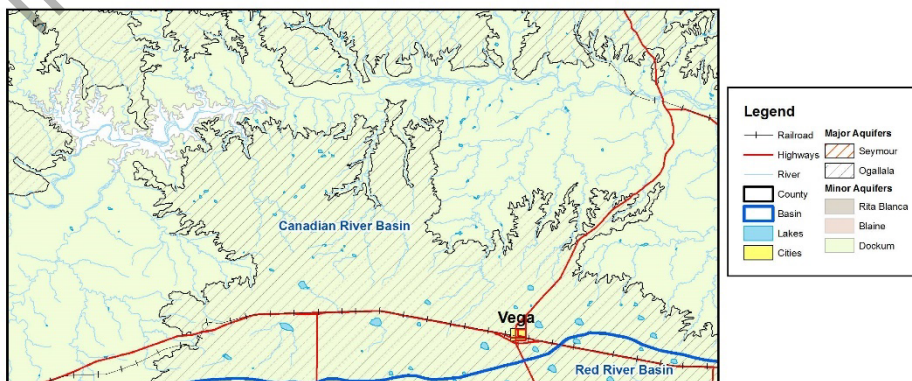 Canadian River Basin
Vega
Red River Basin
Legend
Railroad
Highways
River
County
Basin
Lakes
Cities
Major Aquifers
Seymour
Ogallala
Minor Aquifers
Rita Blanca
Blaine
Dockum